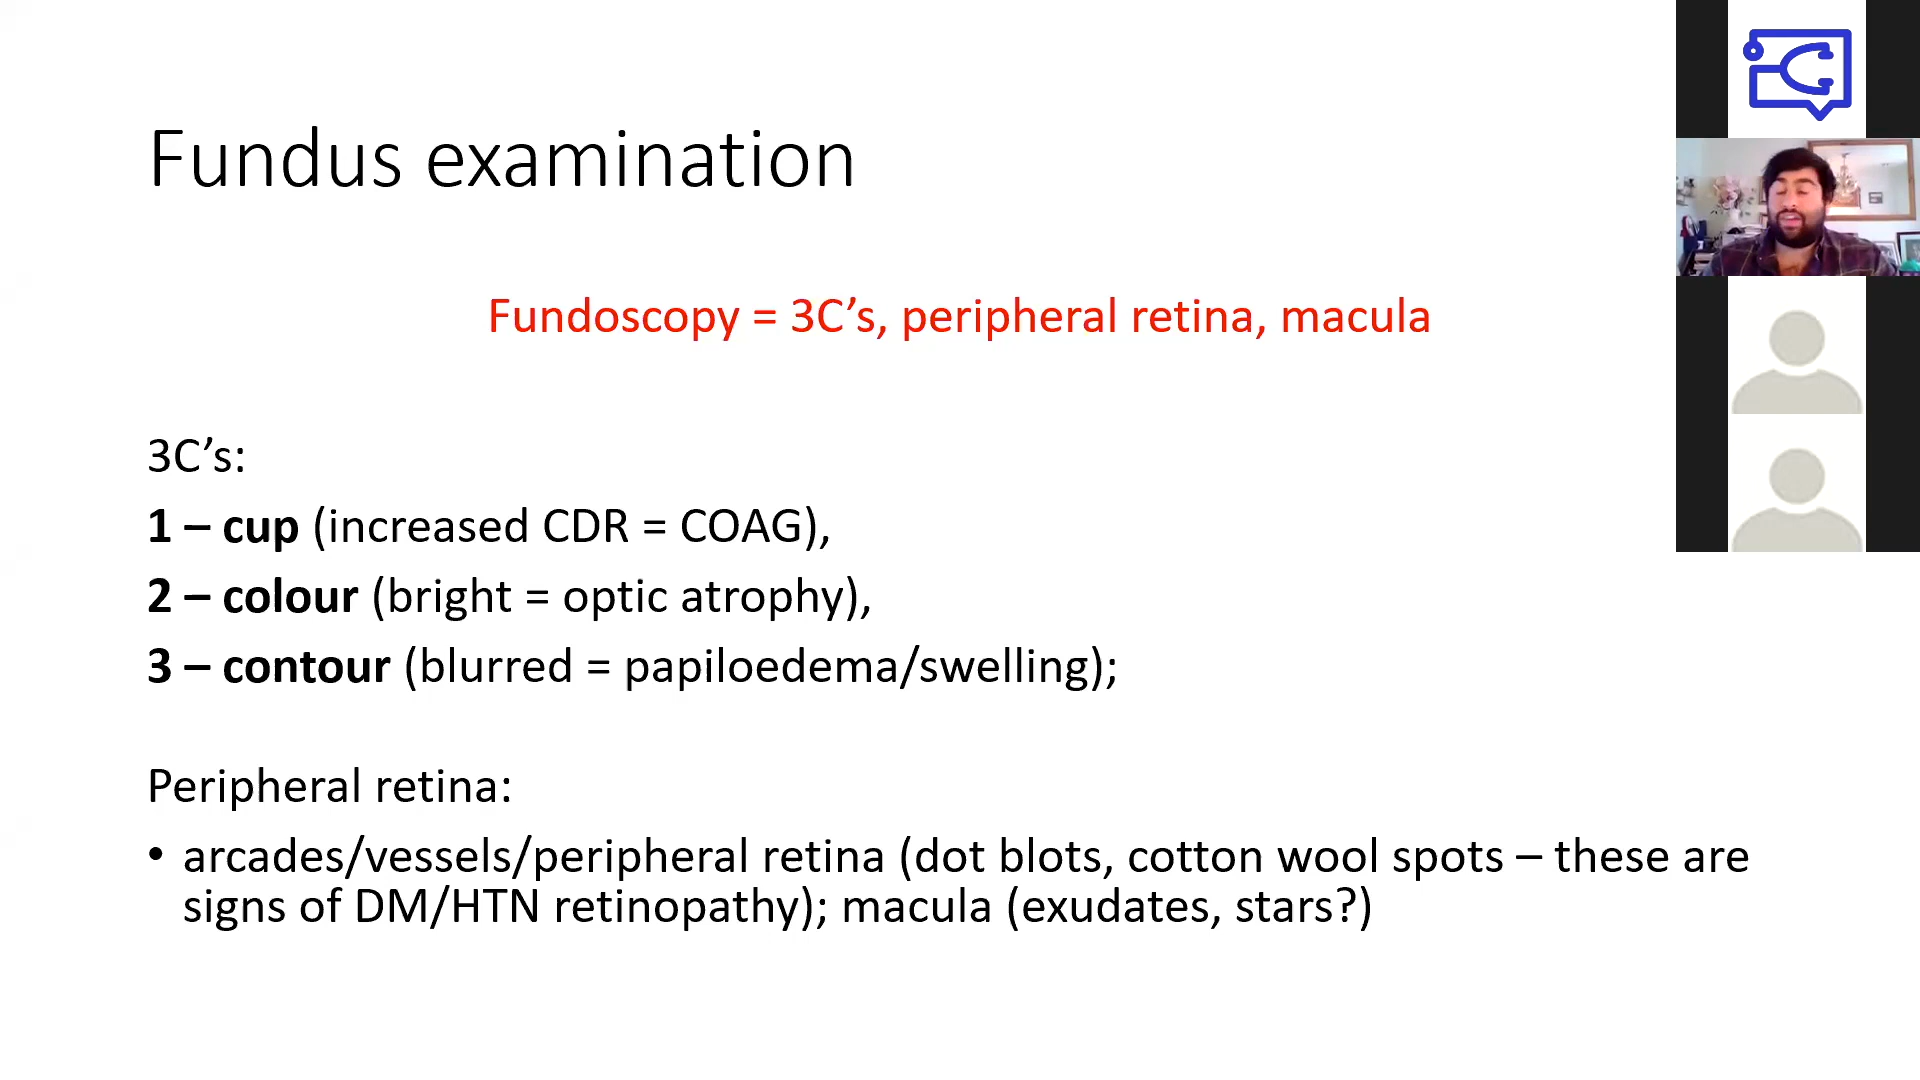 Fundus examination
Fundoscopy = 3C’s, peripheral retina, macula
3C’s:
1 – cup (increased CDR = COAG),
2 – colour (bright = optic atrophy),
3 – contour (blurred = papiloedema/swelling);
Peripheral retina:
• arcades/vessels/peripheral retina (dot blots, cotton wool spots – these are
signs of DM/HTN retinopathy); macula (exudates, stars?)